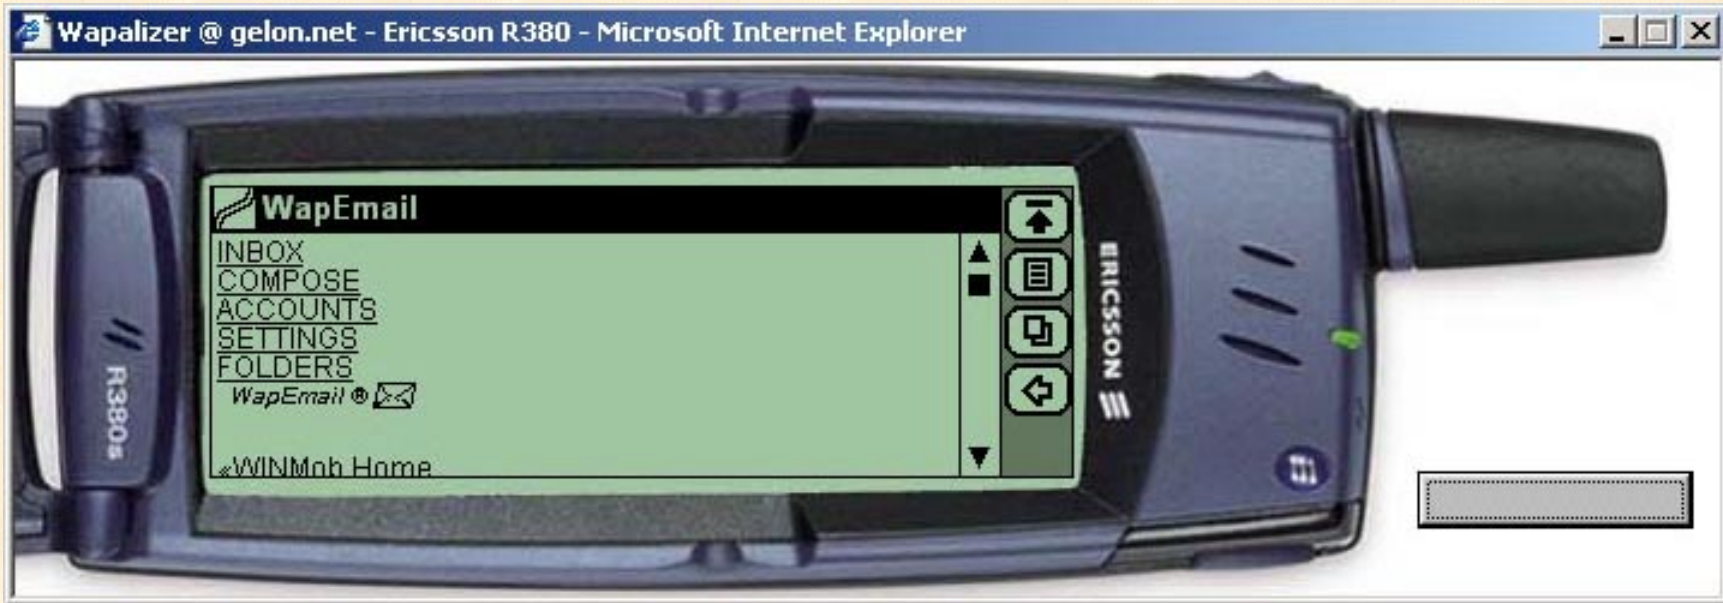 Wapalizer @ gelon.net - Ericsson R380 - Microsoft Internet Explorer
WapEmail
INBOX
COMPOSE
ACCOUNTS
SETTINGS
FOLDERS
WapEmail ®
«WINMob Home
ERICSSON
R380s